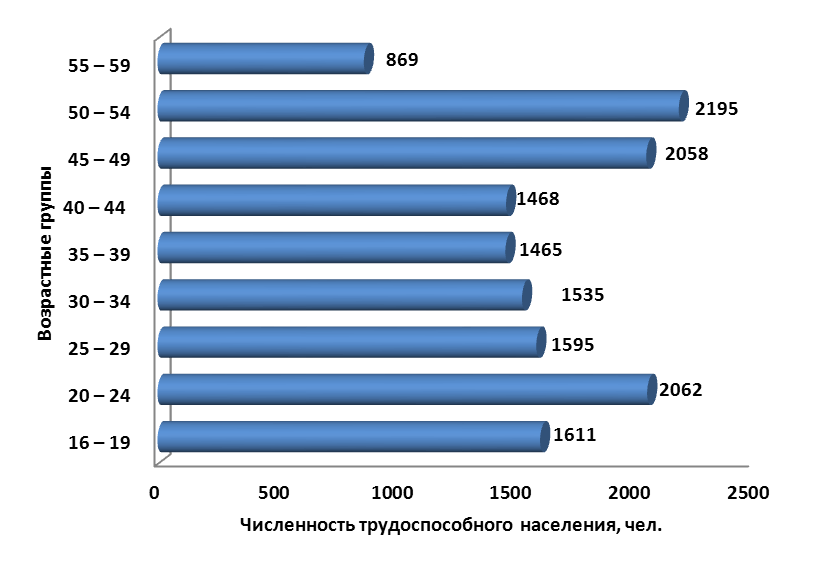 55 – 59
869
50 – 54
2195
45 – 49
2058
40 – 44
1468
35 – 39
1465
30 – 34
1535
25 – 29
1595
20 – 24
2062
16 – 19
1611
Возрастные группы
0 500 1000 1500 2000 2500
Численность трудоспособного населения, чел.